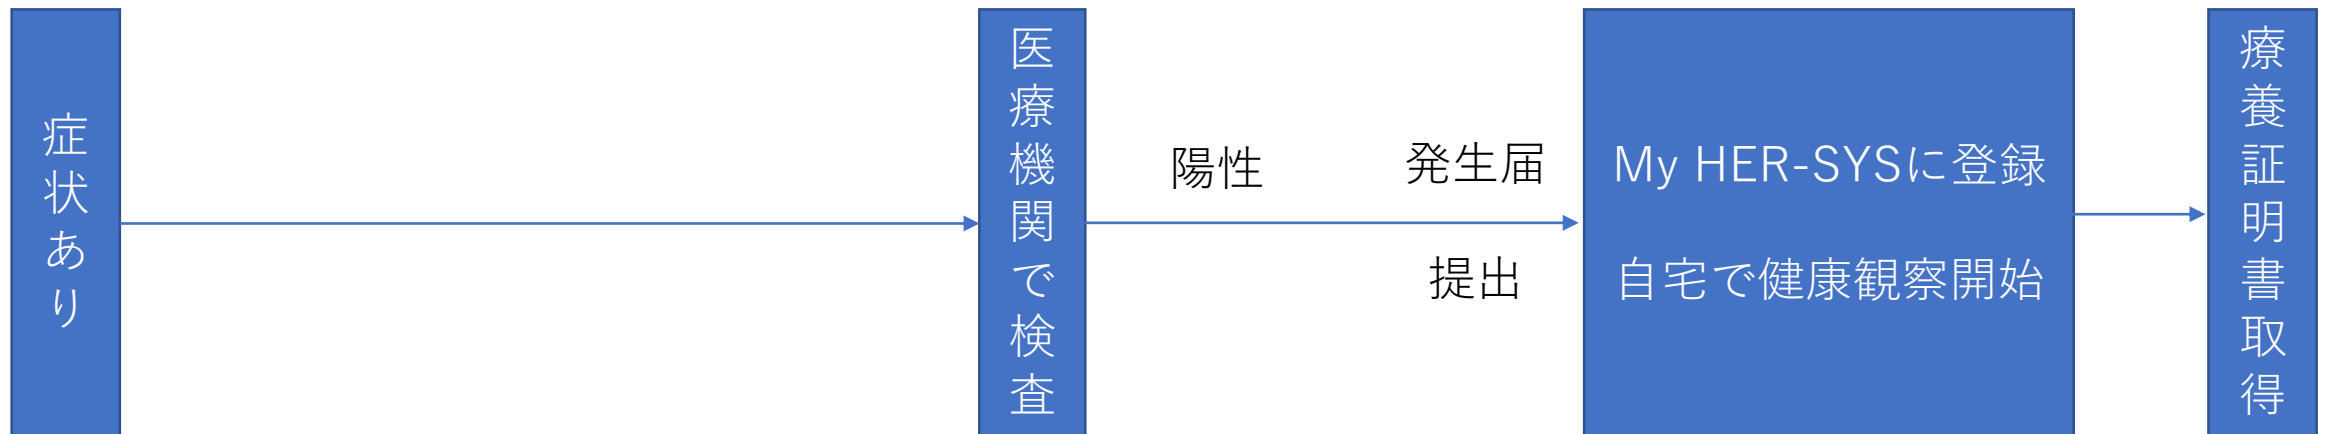 症状あり
医療機関で検査
陽性
発生届
提出
My HER-SYSに登録
自宅で健康観察開始
療養証明書取得